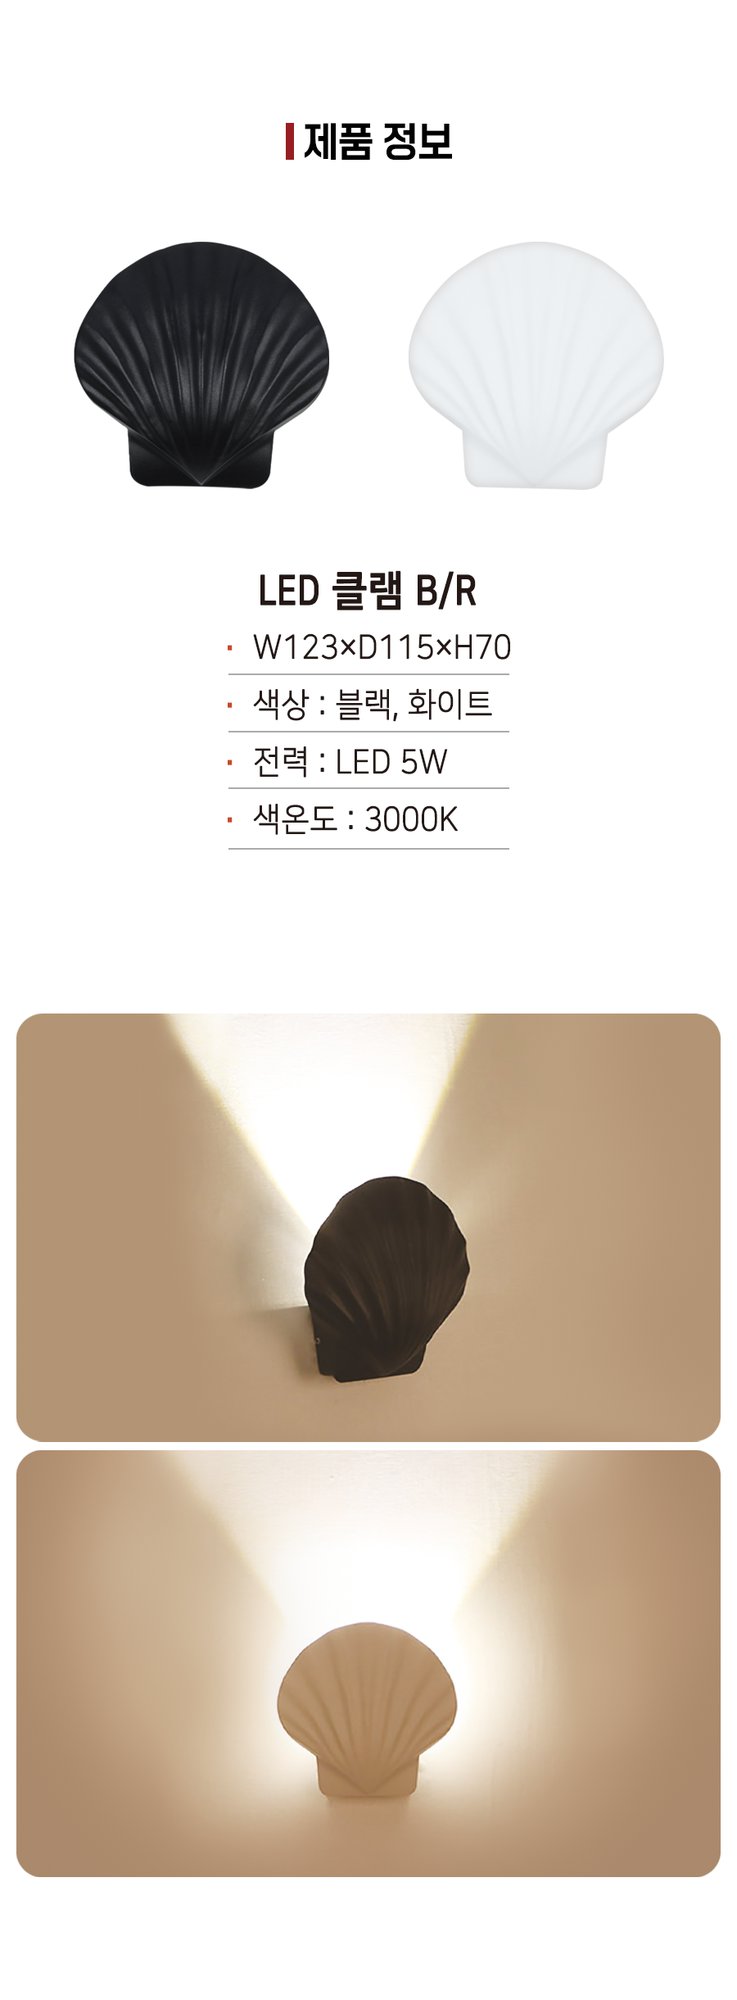 제품 정보
LED 클램 B/R
· W123×D115×H70
· 색상 : 블랙, 화이트
· 전력 : LED 5W
· 색온도 : 3000K